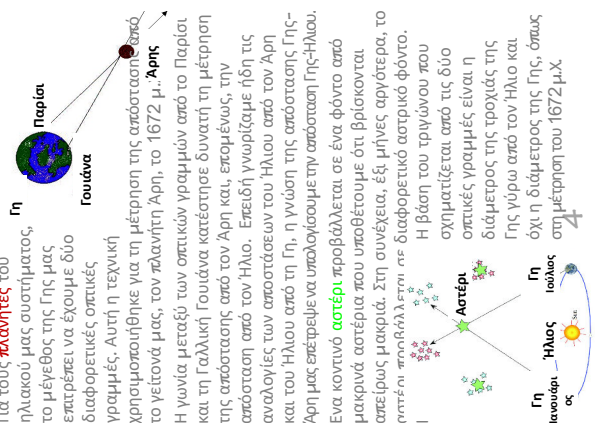 Για τους πλανήτες του
ηλιακού μας συστήματος,
το μέγεθος της Γης μας
επιτρέπει να έχουμε δύο
διαφορετικές οπτικές
γραμμές. Αυτή η τεχνική
χρησιμοποιήθηκε για τη μέτρηση της απόστασης από
το γείτονά μας, τον πλανήτη Άρη, το 1672 μ.
Γη
Παρίσι
Γουιάνα
Άρης
Η γωνία μεταξύ των οπτικών γραμμών από το Παρίσι
και τη Γαλλική Γουιάνα κατέστησε δυνατή τη μέτρηση
της απόστασης από τον Άρη και, επομένως, την
απόσταση από τον Ήλιο. Επειδή γνωρίζαμε ήδη τις
αναλογίες των αποστάσεων του Ήλιου από τον Άρη
και του Ήλιου από τη Γη, η γνώση της απόστασης Γης-
Άρη μας επέτρεψε να υπολογίσουμε την απόσταση Γης-Ήλιου.
Ένα κοντινό αστέρι προβάλλεται σε ένα φόντο από
μακρινά αστέρια που υποθέτουμε ότι βρίσκονται
απείρως μακριά. Στη συνέχεια, έξι μήνες αργότερα, το
αστέρι προβάλλεται σε διαφορετικό αστρικό φόντο.
Η βάση του τριγώνου που
σχηματίζεται από τις δύο
οπτικές γραμμές είναι η
διάμετρος της τροχιάς της
Γης γύρω από τον Ήλιο και
όχι η διάμετρος της Γης, όπως
στη μέτρηση του 1672 μ.Χ.
Αστέρι
Γη
Ιανουάρι
ος
Ήλιος
Sun
Γη
Ιούλιος
4